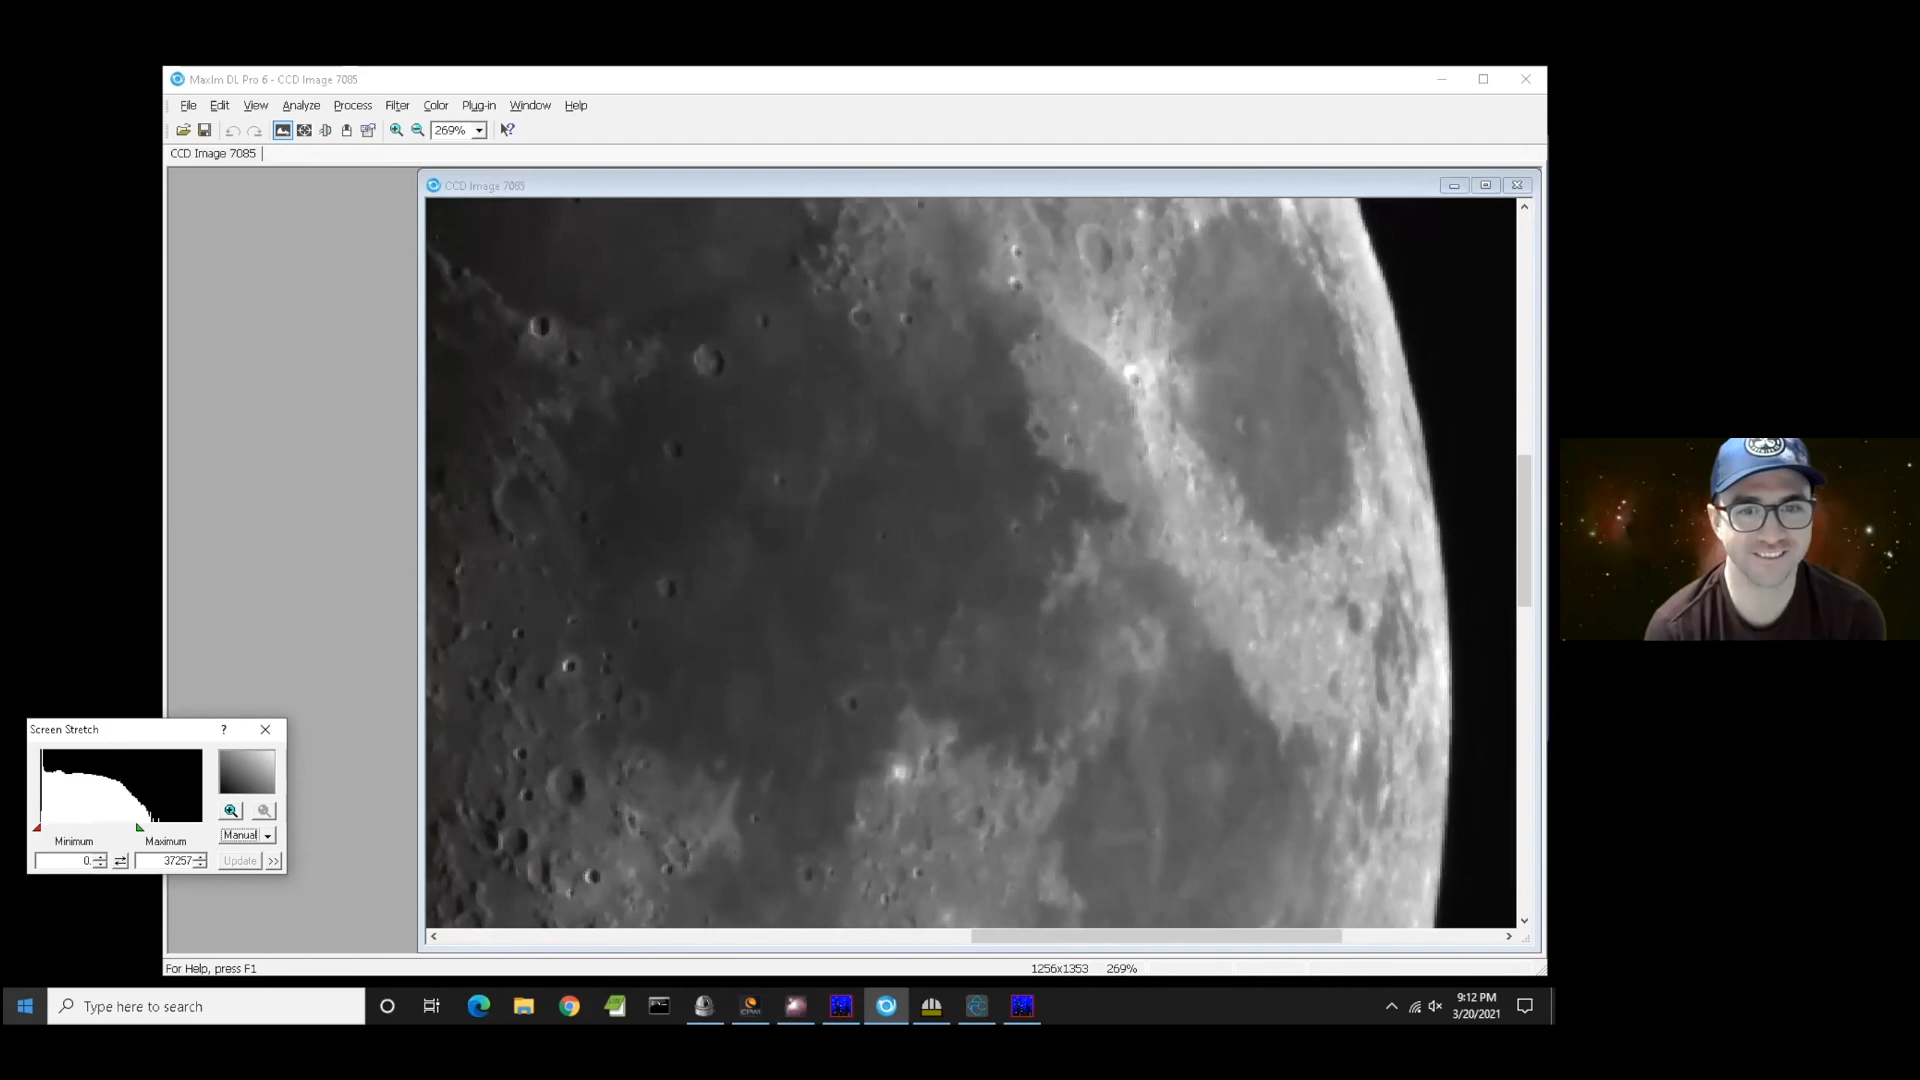 MaxIm DL Pro 6 - CCD Image 7085
File Edit View Analyze Process Filter Color Plug-in Window Help
269%
CCD Image 7085
CCD Image 7085
Screen Stretch
Minimum Maximum
Manual
0. 37257
Update >>
For Help, press F1
1256x1353 269%
Type here to search
CPWI
9:12 PM
3/20/2021